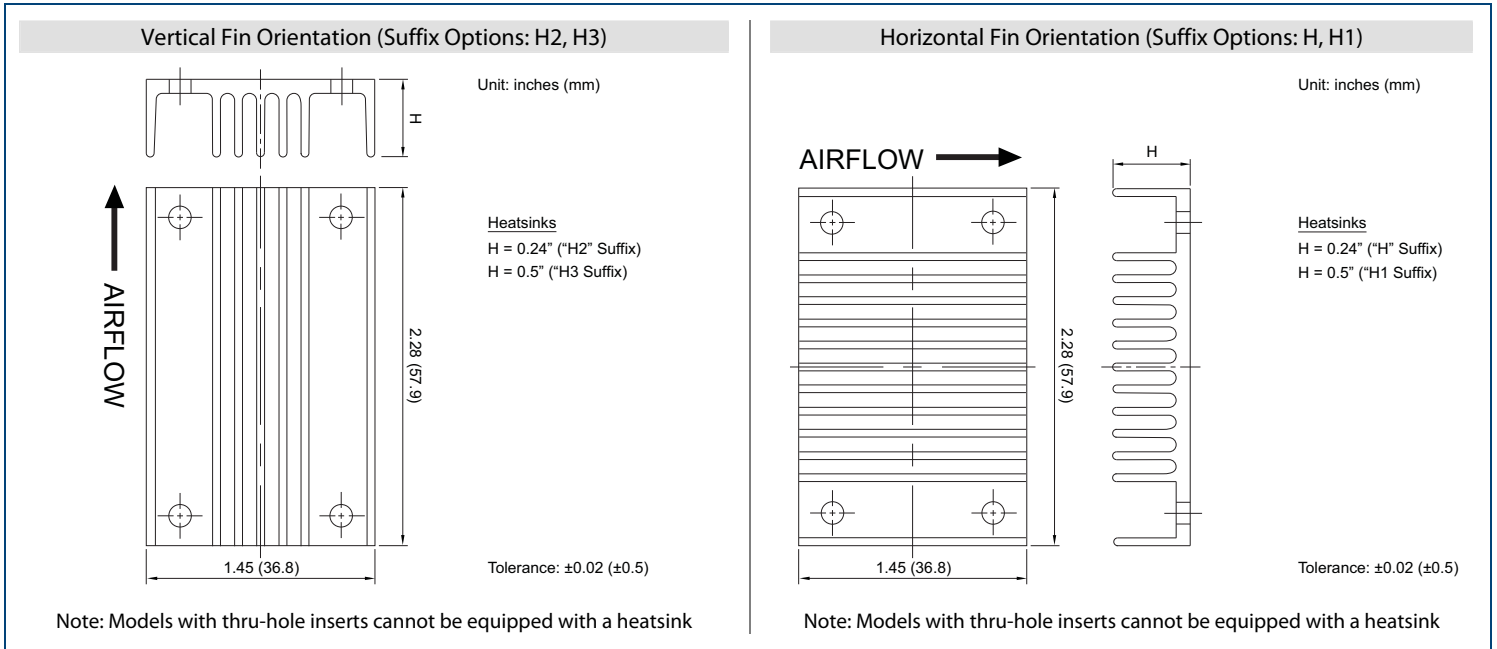 Vertical Fin Orientation (Suffix Options: H2, H3)
Unit: inches (mm)
H
AIRFLOW
Heatsinks
H = 0.24” (“H2” Suffix)
H = 0.5” (“H3 Suffix)
2.28 (57.9)
1.45 (36.8)
Tolerance: ±0.02 (±0.5)
Note: Models with thru-hole inserts cannot be equipped with a heatsink
Horizontal Fin Orientation (Suffix Options: H, H1)
Unit: inches (mm)
AIRFLOW
H
Heatsinks
H = 0.24” (“H” Suffix)
H = 0.5” (“H1 Suffix)
2.28 (57.9)
1.45 (36.8)
Tolerance: ±0.02 (±0.5)
Note: Models with thru-hole inserts cannot be equipped with a heatsink